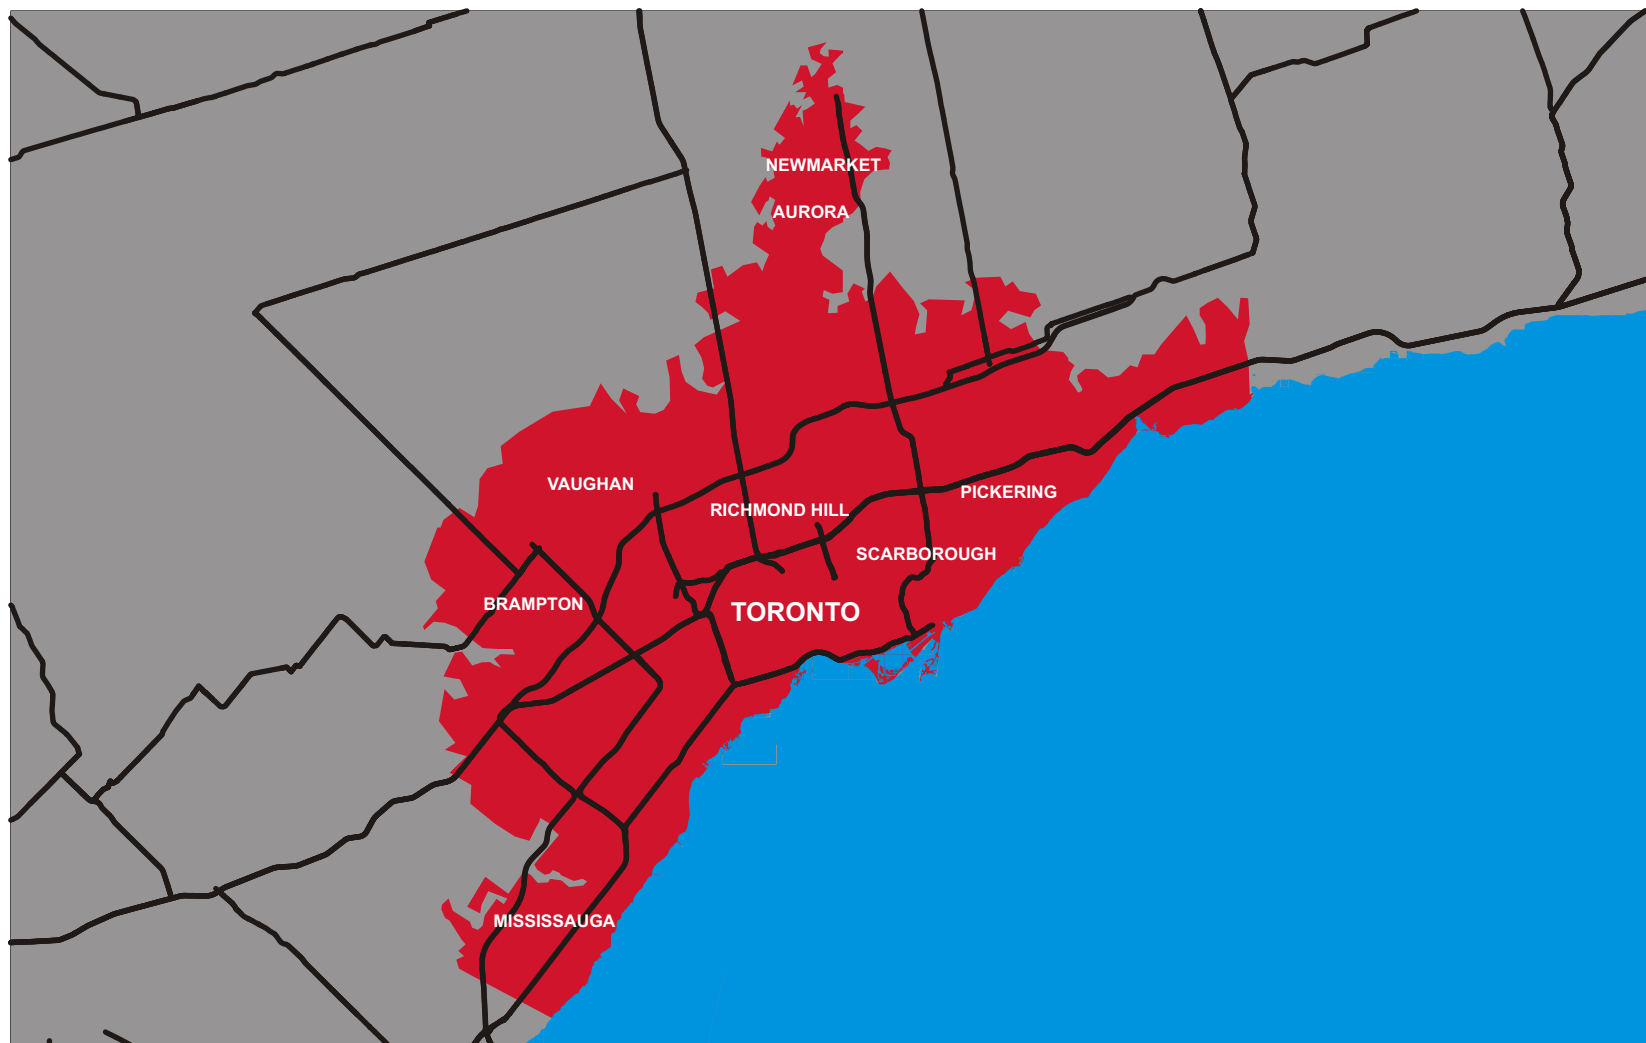 NEWMARKET
AURORA
VAUGHAN
RICHMOND HILL
PICKERING
SCARBOROUGH
BRAMPTON
TORONTO
MISSISSAUGA